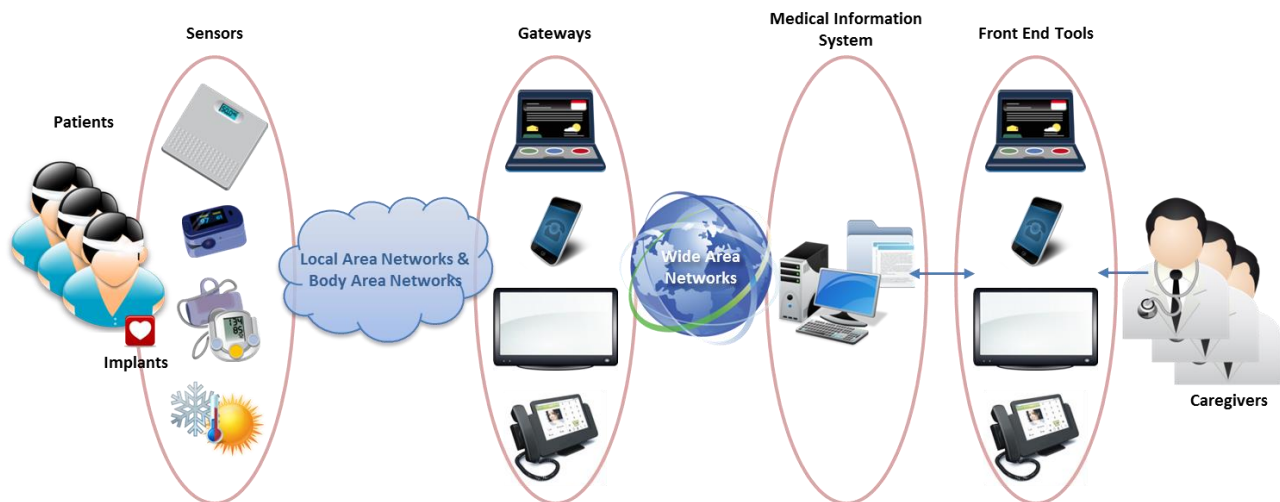 Patients
Implants
Sensors
Local Area Networks &
Body Area Networks
Gateways
Wide Area
Networks
Medical Information
System
Front End Tools
Caregivers